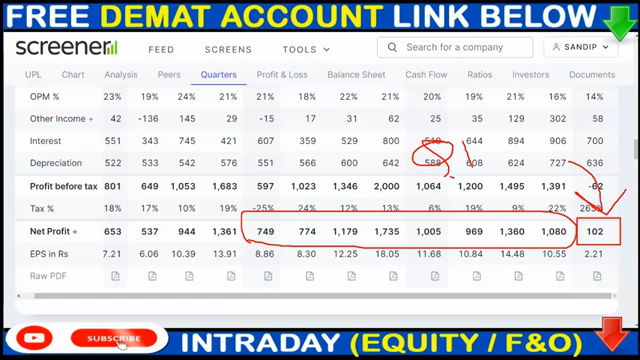 FREE DEMAT ACCOUNT LINK BELOW
screener FEED SCREENS TOOLS Search for a company SANDIP
UPL Chart Analysis Peers Quarters Profit & Loss Balance Sheet Cash Flow Ratios Investors Documents
OPM % 23% 19% 24% 21% 21% 18% 22% 21% 20% 19% 21% 16% 14%
Other Income + 42 -136 145 29 -15 17 31 62 25 35 129 302 58
Interest 551 343 745 421 607 359 529 800 519 644 894 906 700
Depreciation 522 533 542 576 551 566 600 642 588 608 624 727 636
Profit before tax 801 649 1,053 1,683 597 1,023 1,346 2,000 1,064 1,200 1,495 1,391 -62
Tax % 18% 17% 10% 19% -25% 24% 12% 13% 6% 19% 9% 22% 265%
Net Profit + 653 537 944 1,361 749 774 1,179 1,735 1,005 969 1,360 1,080 102
EPS in Rs 7.21 6.06 10.39 13.91 8.86 8.30 12.25 18.05 11.68 10.84 14.48 10.55 2.21
Raw PDF
SUBSCRIBE INTRADAY (EQUITY / F&O)